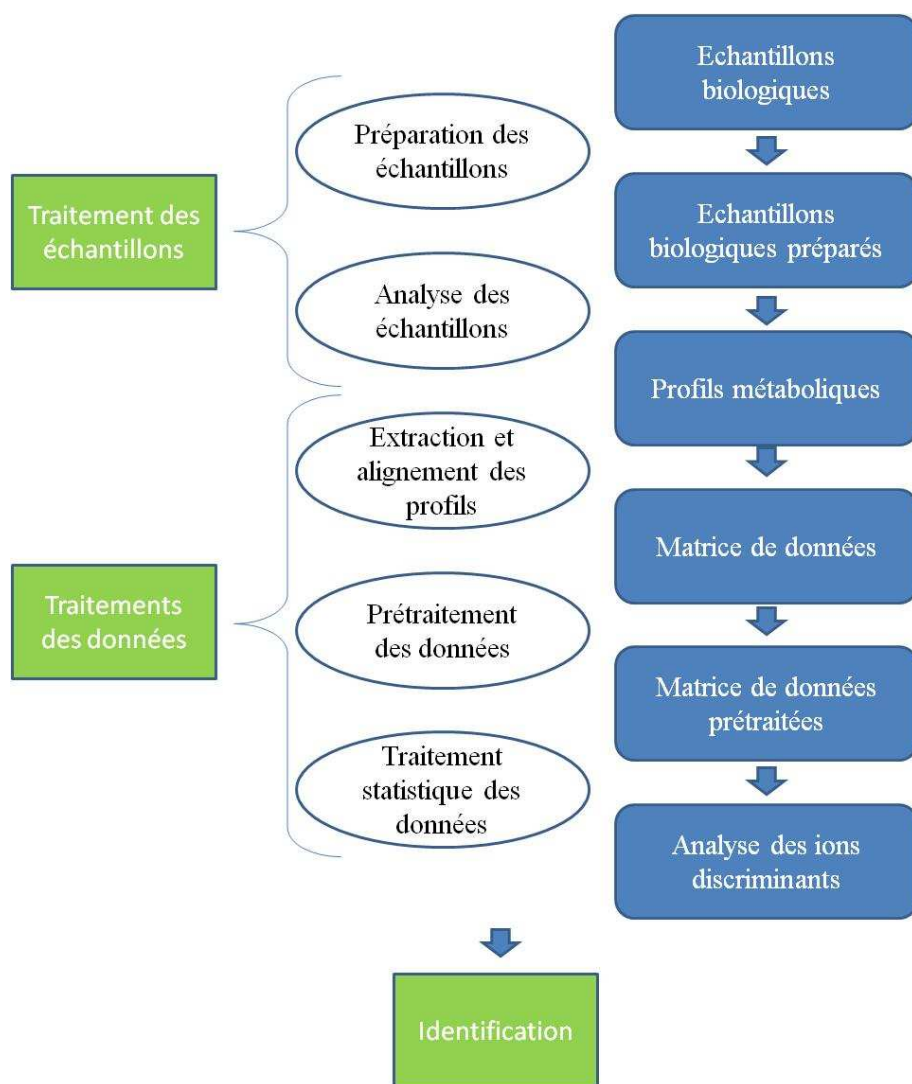 Echantillons
biologiques
Préparation des
échantillons
Traitement des
échantillons
Echantillons
biologiques préparés
Analyse des
échantillons
Profils métaboliques
Extraction et
alignement des
profils
Matrice de données
Traitements
des données
Prétraitement
des données
Matrice de données
prétraitées
Traitement
statistique des
données
Analyse des ions
discriminants
Identification